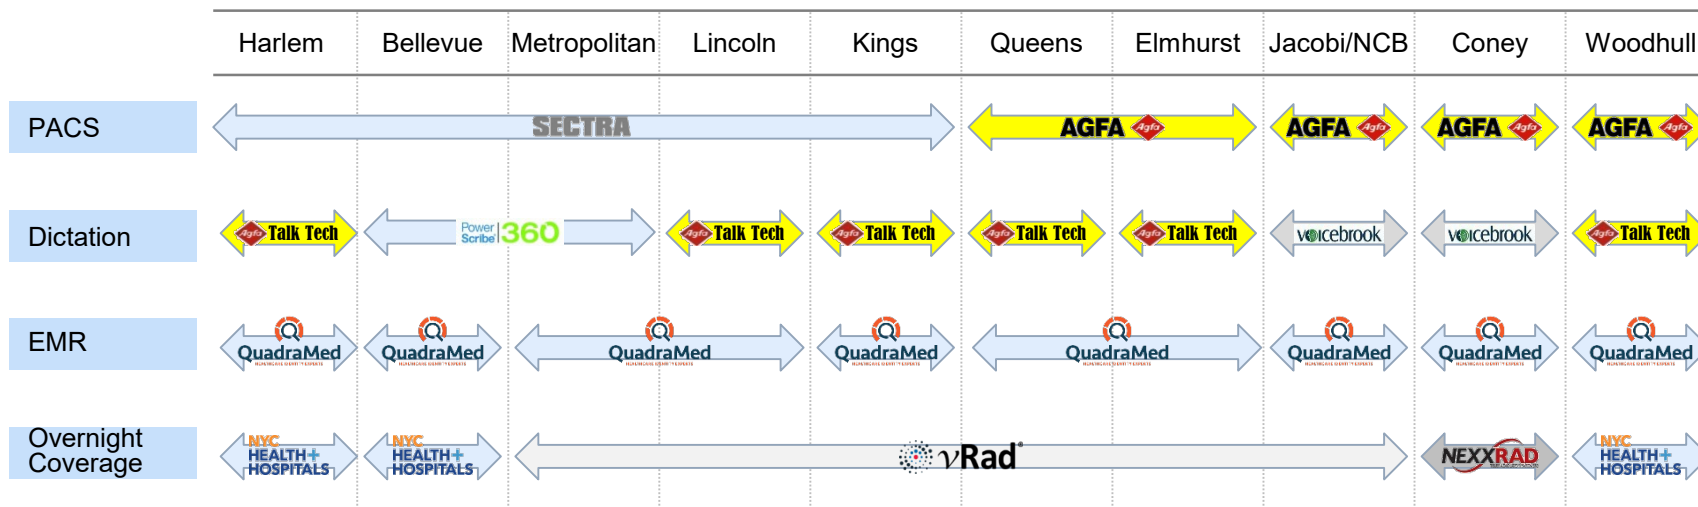 Harlem Bellevue Metropolitan Lincoln Kings Queens Elmhurst Jacobi/NCB Coney Woodhull
PACS SECTRA AGFA Agfa AGFA Agfa AGFA Agfa AGFA Agfa
Dictation Agfa Talk Tech Power Scribe 360 Agfa Talk Tech Agfa Talk Tech Agfa Talk Tech Agfa Talk Tech voicebrook voicebrook Agfa Talk Tech
EMR QuadraMed QuadraMed QuadraMed QuadraMed QuadraMed QuadraMed QuadraMed QuadraMed
Overnight
Coverage
NYC
HEALTH+
HOSPITALS
NYC
HEALTH+
HOSPITALS
vRad
NEXXRAD
NYC
HEALTH+
HOSPITALS